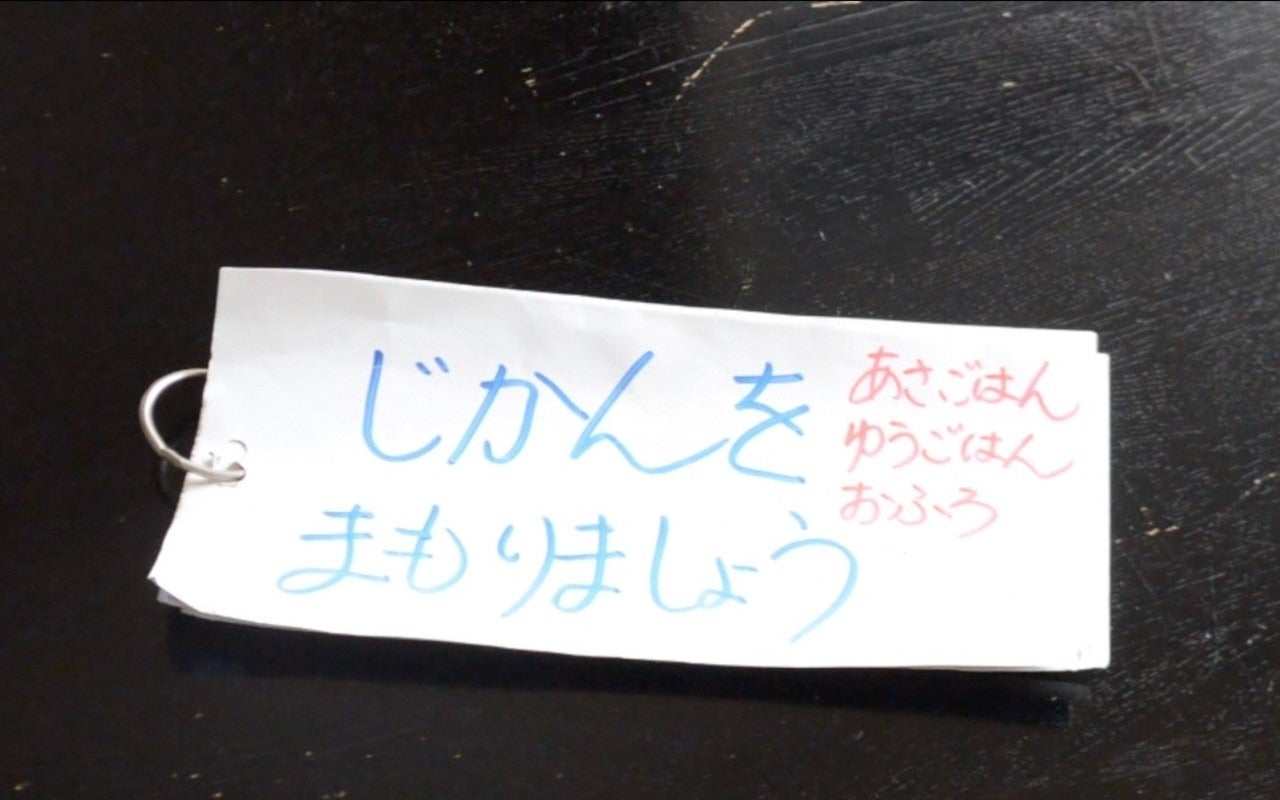 じかんを
まもりましょう
あさごはん
ゆうごはん
おふろ